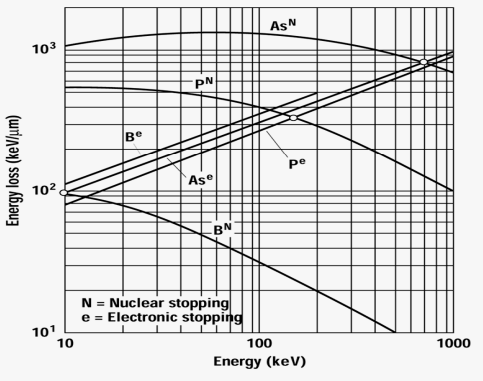 As^N
10^3
P^N
B^e
As^e
P^e
10^2
B^N
Energy loss (keV/μm)
N = Nuclear stopping
e = Electronic stopping
10^1
10 100 1000
Energy (keV)